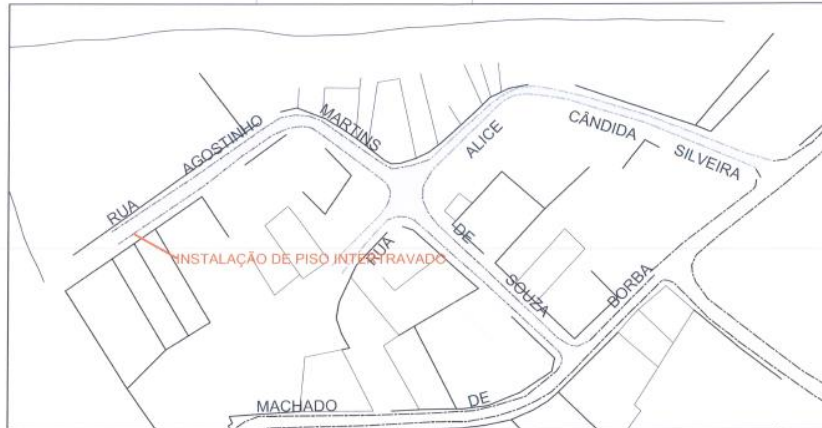 RUA AGOSTINHO MARTINS
ALICE CÂNDIDA SILVEIRA
INSTALAÇÃO DE PISO INTERTRAVADO
RUA DE SOUZA
MACHADO DE BORBA